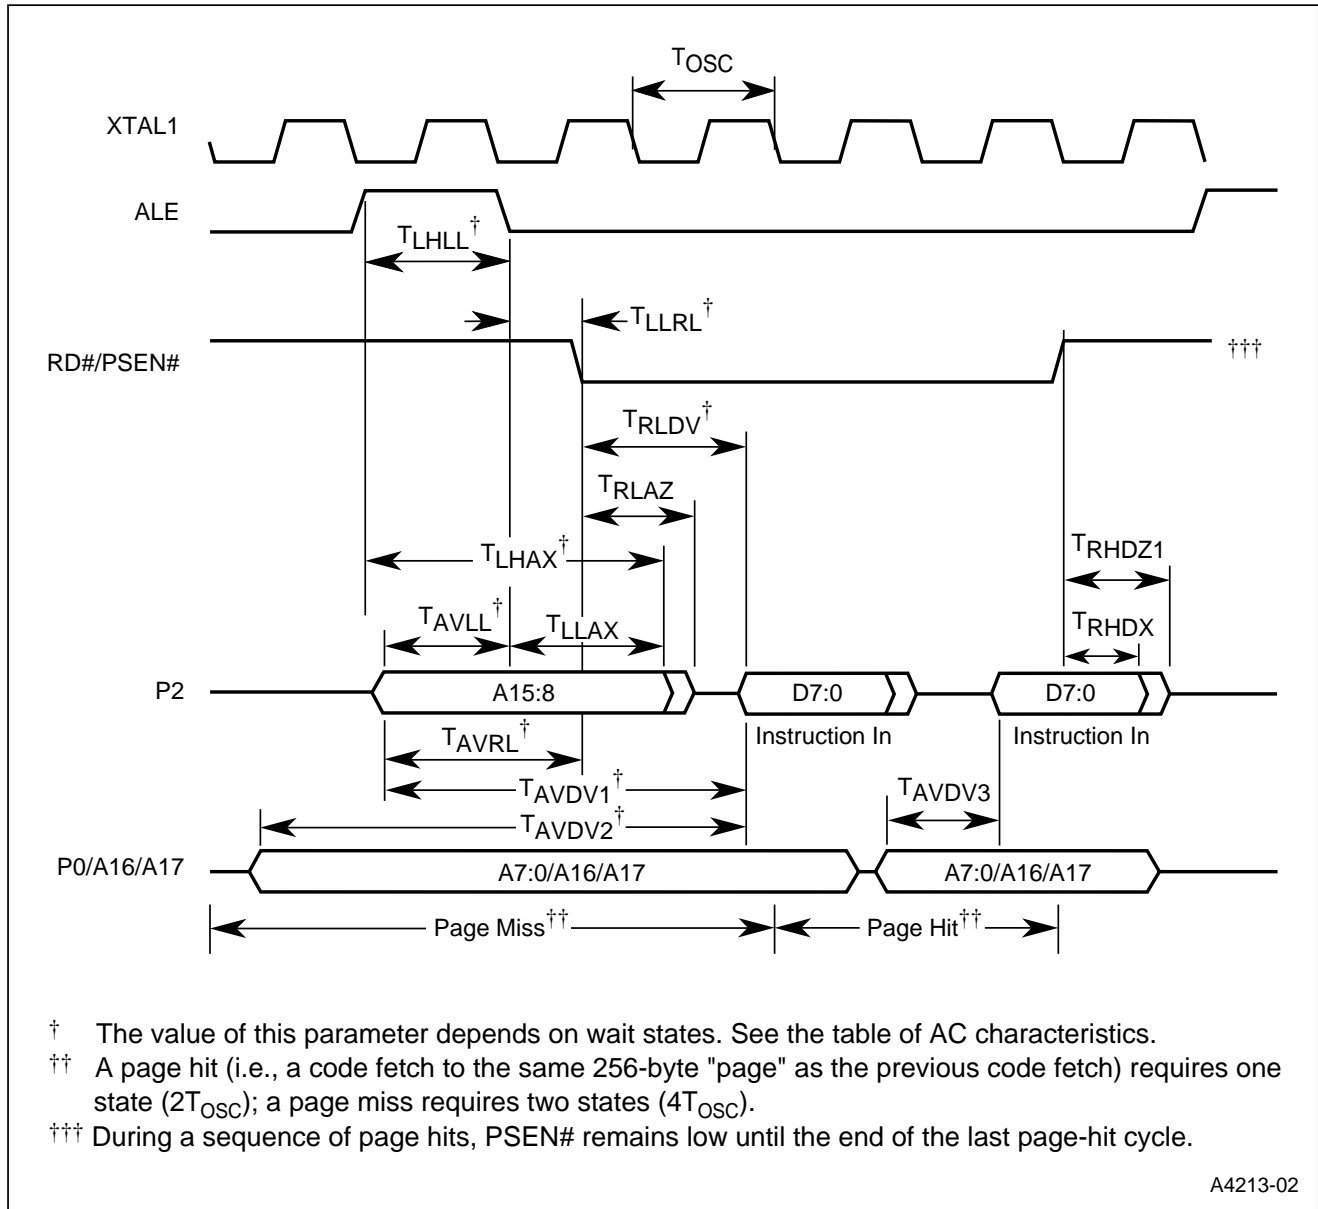 TOSC
XTAL1
ALE
TLHLL†
TLLRL†
RD#/PSEN#
†††
TRLDV†
TRLAZ
TLHAX†
TRHDZ1
TAVLL†
TLLAX
TRHDX
P2
A15:8
D7:0
D7:0
TAVRL†
Instruction In
Instruction In
TAVDV1†
TAVDV3
TAVDV2†
P0/A16/A17
A7:0/A16/A17
A7:0/A16/A17
Page Miss††
Page Hit††
† The value of this parameter depends on wait states. See the table of AC characteristics.
†† A page hit (i.e., a code fetch to the same 256-byte "page" as the previous code fetch) requires one
state (2TOSC); a page miss requires two states (4TOSC).
††† During a sequence of page hits, PSEN# remains low until the end of the last page-hit cycle.
A4213-02